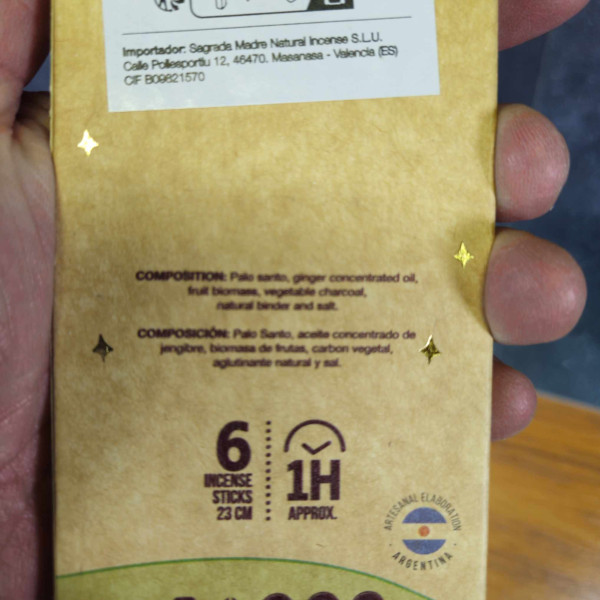 Importador: Sagrada Madre Natural Incense S.L.U.
Calle Poliesportiu 12, 46470. Masanasa - Valencia (ES)
CIF B09821570
COMPOSITION: Palo santo, ginger concentrated oil,
fruit biomass, vegetable charcoal,
natural binder and salt.
COMPOSICIÓN: Palo Santo, aceite concentrado de
jengibre, biomasa de frutas, carbon vegetal,
aglutinante natural y sal.
6
INCENSE
STICKS
23 CM
1H
APPROX.
ARTESANAL ELABORATION
· ARGENTINA ·